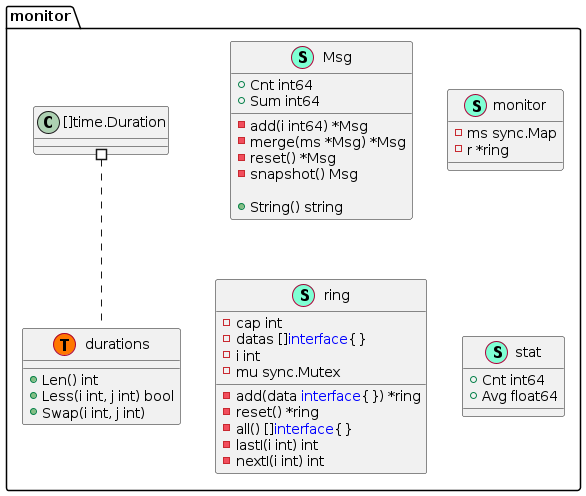 monitor
C []time.Duration
S Msg
Cnt int64
Sum int64
add(i int64) *Msg
merge(ms *Msg) *Msg
reset() *Msg
snapshot() Msg
String() string
S monitor
ms sync.Map
r *ring
T durations
Len() int
Less(i int, j int) bool
Swap(i int, j int)
S ring
cap int
datas []interface{ }
i int
mu sync.Mutex
add(data interface{ }) *ring
reset() *ring
all() []interface{ }
lastI(i int) int
nextI(i int) int
S stat
Cnt int64
Avg float64